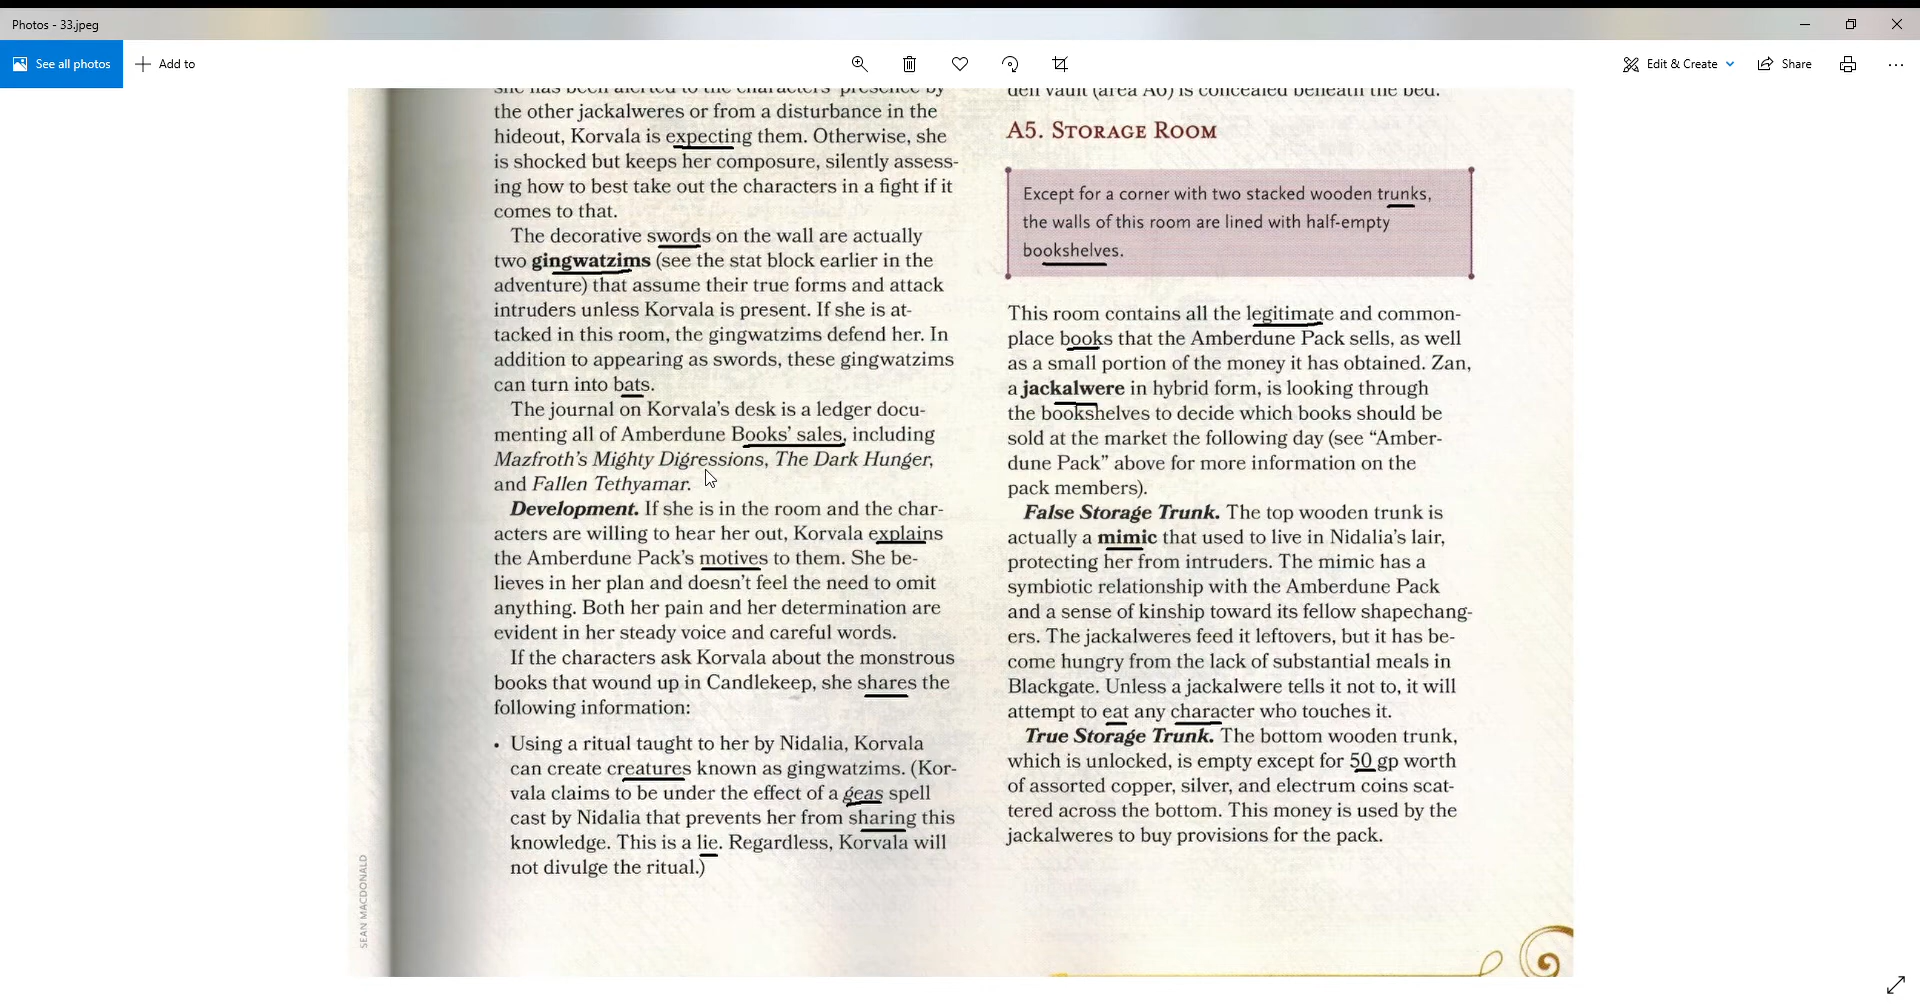 Photos - 33.jpeg
See all photos
Add to
Edit & Create
Share
she has been alerted to the characters' presence by
the other jackalweres or from a disturbance in the
hideout, Korvala is expecting them. Otherwise, she
is shocked but keeps her composure, silently assess-
ing how to best take out the characters in a fight if it
comes to that.
The decorative swords on the wall are actually
two gingwatzims (see the stat block earlier in the
adventure) that assume their true forms and attack
intruders unless Korvala is present. If she is at-
tacked in this room, the gingwatzims defend her. In
addition to appearing as swords, these gingwatzims
can turn into bats.
The journal on Korvala's desk is a ledger docu-
menting all of Amberdune Books' sales, including
Mazfroth's Mighty Digressions, The Dark Hunger,
and Fallen Tethyamar.
Development. If she is in the room and the char-
acters are willing to hear her out, Korvala explains
the Amberdune Pack's motives to them. She be-
lieves in her plan and doesn't feel the need to omit
anything. Both her pain and her determination are
evident in her steady voice and careful words.
If the characters ask Korvala about the monstrous
books that wound up in Candlekeep, she shares the
following information:
• Using a ritual taught to her by Nidalia, Korvala
can create creatures known as gingwatzims. (Kor-
vala claims to be under the effect of a geas spell
cast by Nidalia that prevents her from sharing this
knowledge. This is a lie. Regardless, Korvala will
not divulge the ritual.)
SEAN MACDONALD
den vault (area A6) is concealed beneath the bed.
A5. Storage Room
Except for a corner with two stacked wooden trunks,
the walls of this room are lined with half-empty
bookshelves.
This room contains all the legitimate and common-
place books that the Amberdune Pack sells, as well
as a small portion of the money it has obtained. Zan,
a jackalwere in hybrid form, is looking through
the bookshelves to decide which books should be
sold at the market the following day (see "Amber-
dune Pack" above for more information on the
pack members).
False Storage Trunk. The top wooden trunk is
actually a mimic that used to live in Nidalia's lair,
protecting her from intruders. The mimic has a
symbiotic relationship with the Amberdune Pack
and a sense of kinship toward its fellow shapechang-
ers. The jackalweres feed it leftovers, but it has be-
come hungry from the lack of substantial meals in
Blackgate. Unless a jackalwere tells it not to, it will
attempt to eat any character who touches it.
True Storage Trunk. The bottom wooden trunk,
which is unlocked, is empty except for 50 gp worth
of assorted copper, silver, and electrum coins scat-
tered across the bottom. This money is used by the
jackalweres to buy provisions for the pack.